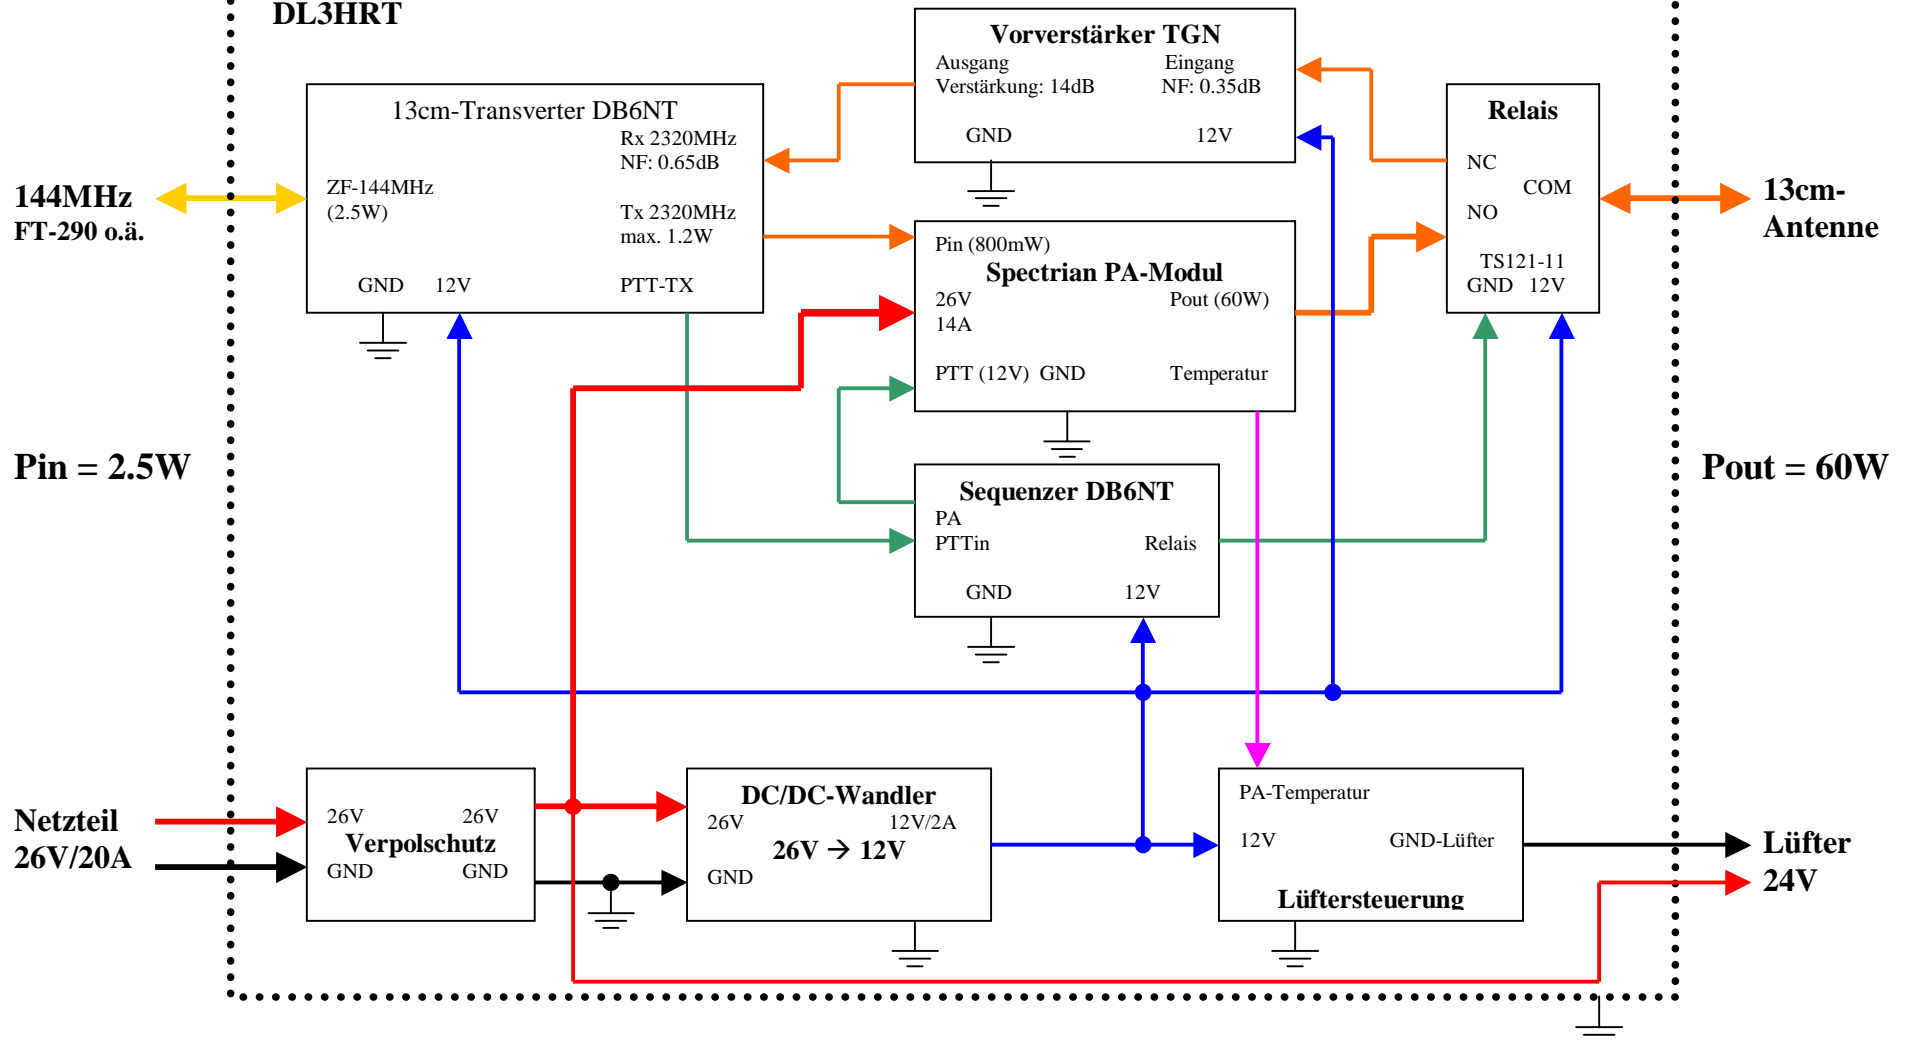 DL3HRT
Vorverstärker TGN
Ausgang
Eingang
Verstärkung: 14dB
NF: 0.35dB
GND
12V
13cm-Transverter DB6NT
Rx 2320MHz
NF: 0.65dB
ZF-144MHz
(2.5W)
Tx 2320MHz
max. 1.2W
GND
12V
PTT-TX
Relais
NC
COM
NO
TS121-11
GND
12V
144MHz
FT-290 o.ä.
13cm-
Antenne
Pin (800mW)
Spectrian PA-Modul
26V
14A
Pout (60W)
PTT (12V)
GND
Temperatur
Pin = 2.5W
Pout = 60W
Sequenzer DB6NT
PA
PTTin
Relais
GND
12V
Netzteil
26V/20A
26V
26V
Verpolschutz
GND
GND
DC/DC-Wandler
26V
12V/2A
26V → 12V
GND
PA-Temperatur
12V
GND-Lüfter
Lüftersteuerung
Lüfter
24V